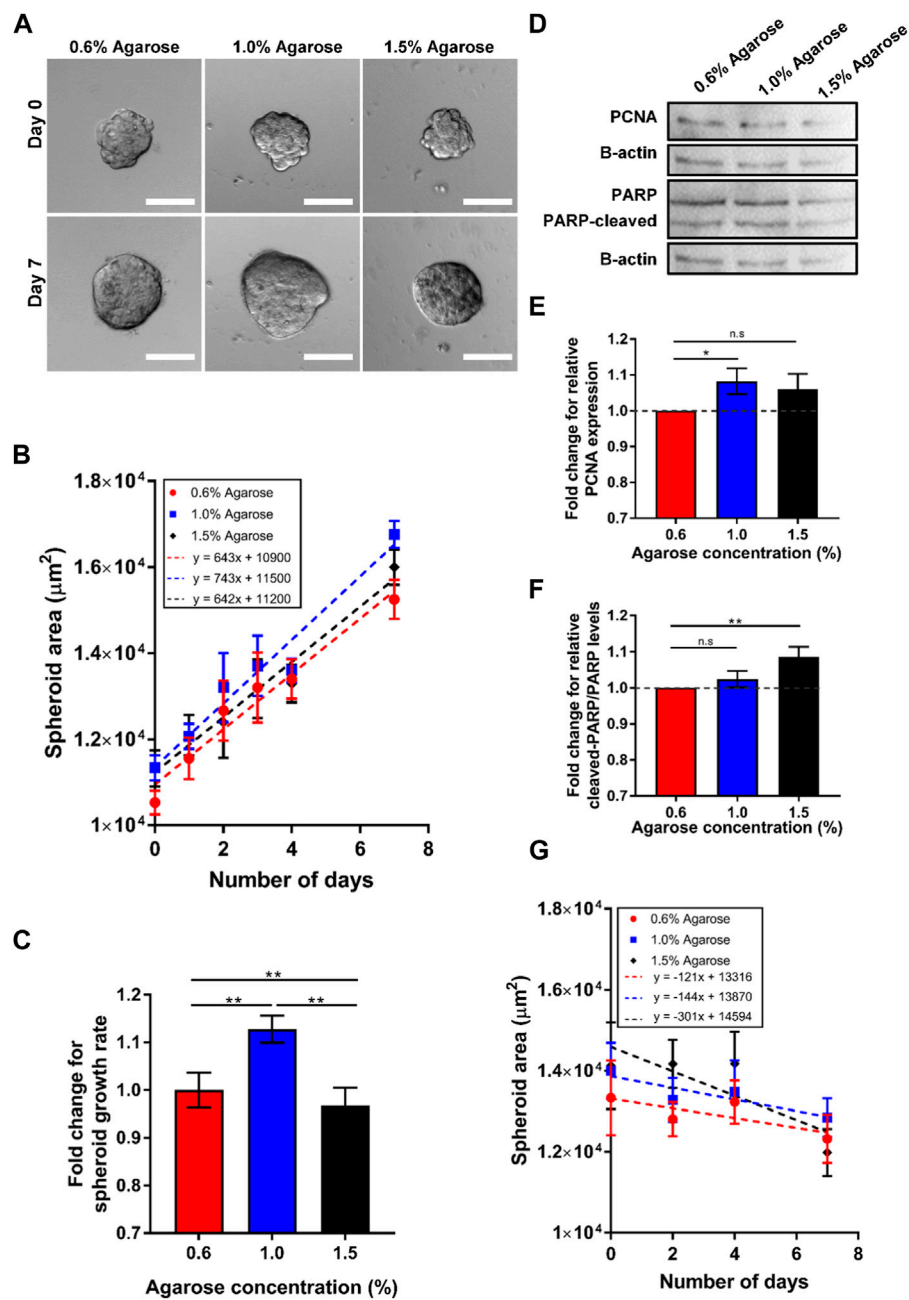 A
0.6% Agarose 1.0% Agarose 1.5% Agarose
Day 0
Day 7
B
Spheroid area (µm²)
1.8×10⁴
1.6×10⁴
1.4×10⁴
1.2×10⁴
1×10⁴
0.6% Agarose
1.0% Agarose
1.5% Agarose
y = 643x + 10900
y = 743x + 11500
y = 642x + 11200
0 2 4 6 8
Number of days
C
Fold change for
spheroid growth rate
1.2
1.1
1.0
0.9
0.8
0.7
**
** **
0.6 1.0 1.5
Agarose concentration (%)
D
0.6% Agarose
1.0% Agarose
1.5% Agarose
PCNA
B-actin
PARP
PARP-cleaved
B-actin
E
Fold change for relative
PCNA expression
1.2
1.1
1.0
0.9
0.8
0.7
n.s
*
0.6 1.0 1.5
Agarose concentration (%)
F
Fold change for relative
cleaved-PARP/PARP levels
1.2
1.1
1.0
0.9
0.8
0.7
**
n.s
0.6 1.0 1.5
Agarose concentration (%)
G
Spheroid area (µm²)
1.8×10⁴
1.6×10⁴
1.4×10⁴
1.2×10⁴
1×10⁴
0.6% Agarose
1.0% Agarose
1.5% Agarose
y = -121x + 13316
y = -144x + 13870
y = -301x + 14594
0 2 4 6 8
Number of days